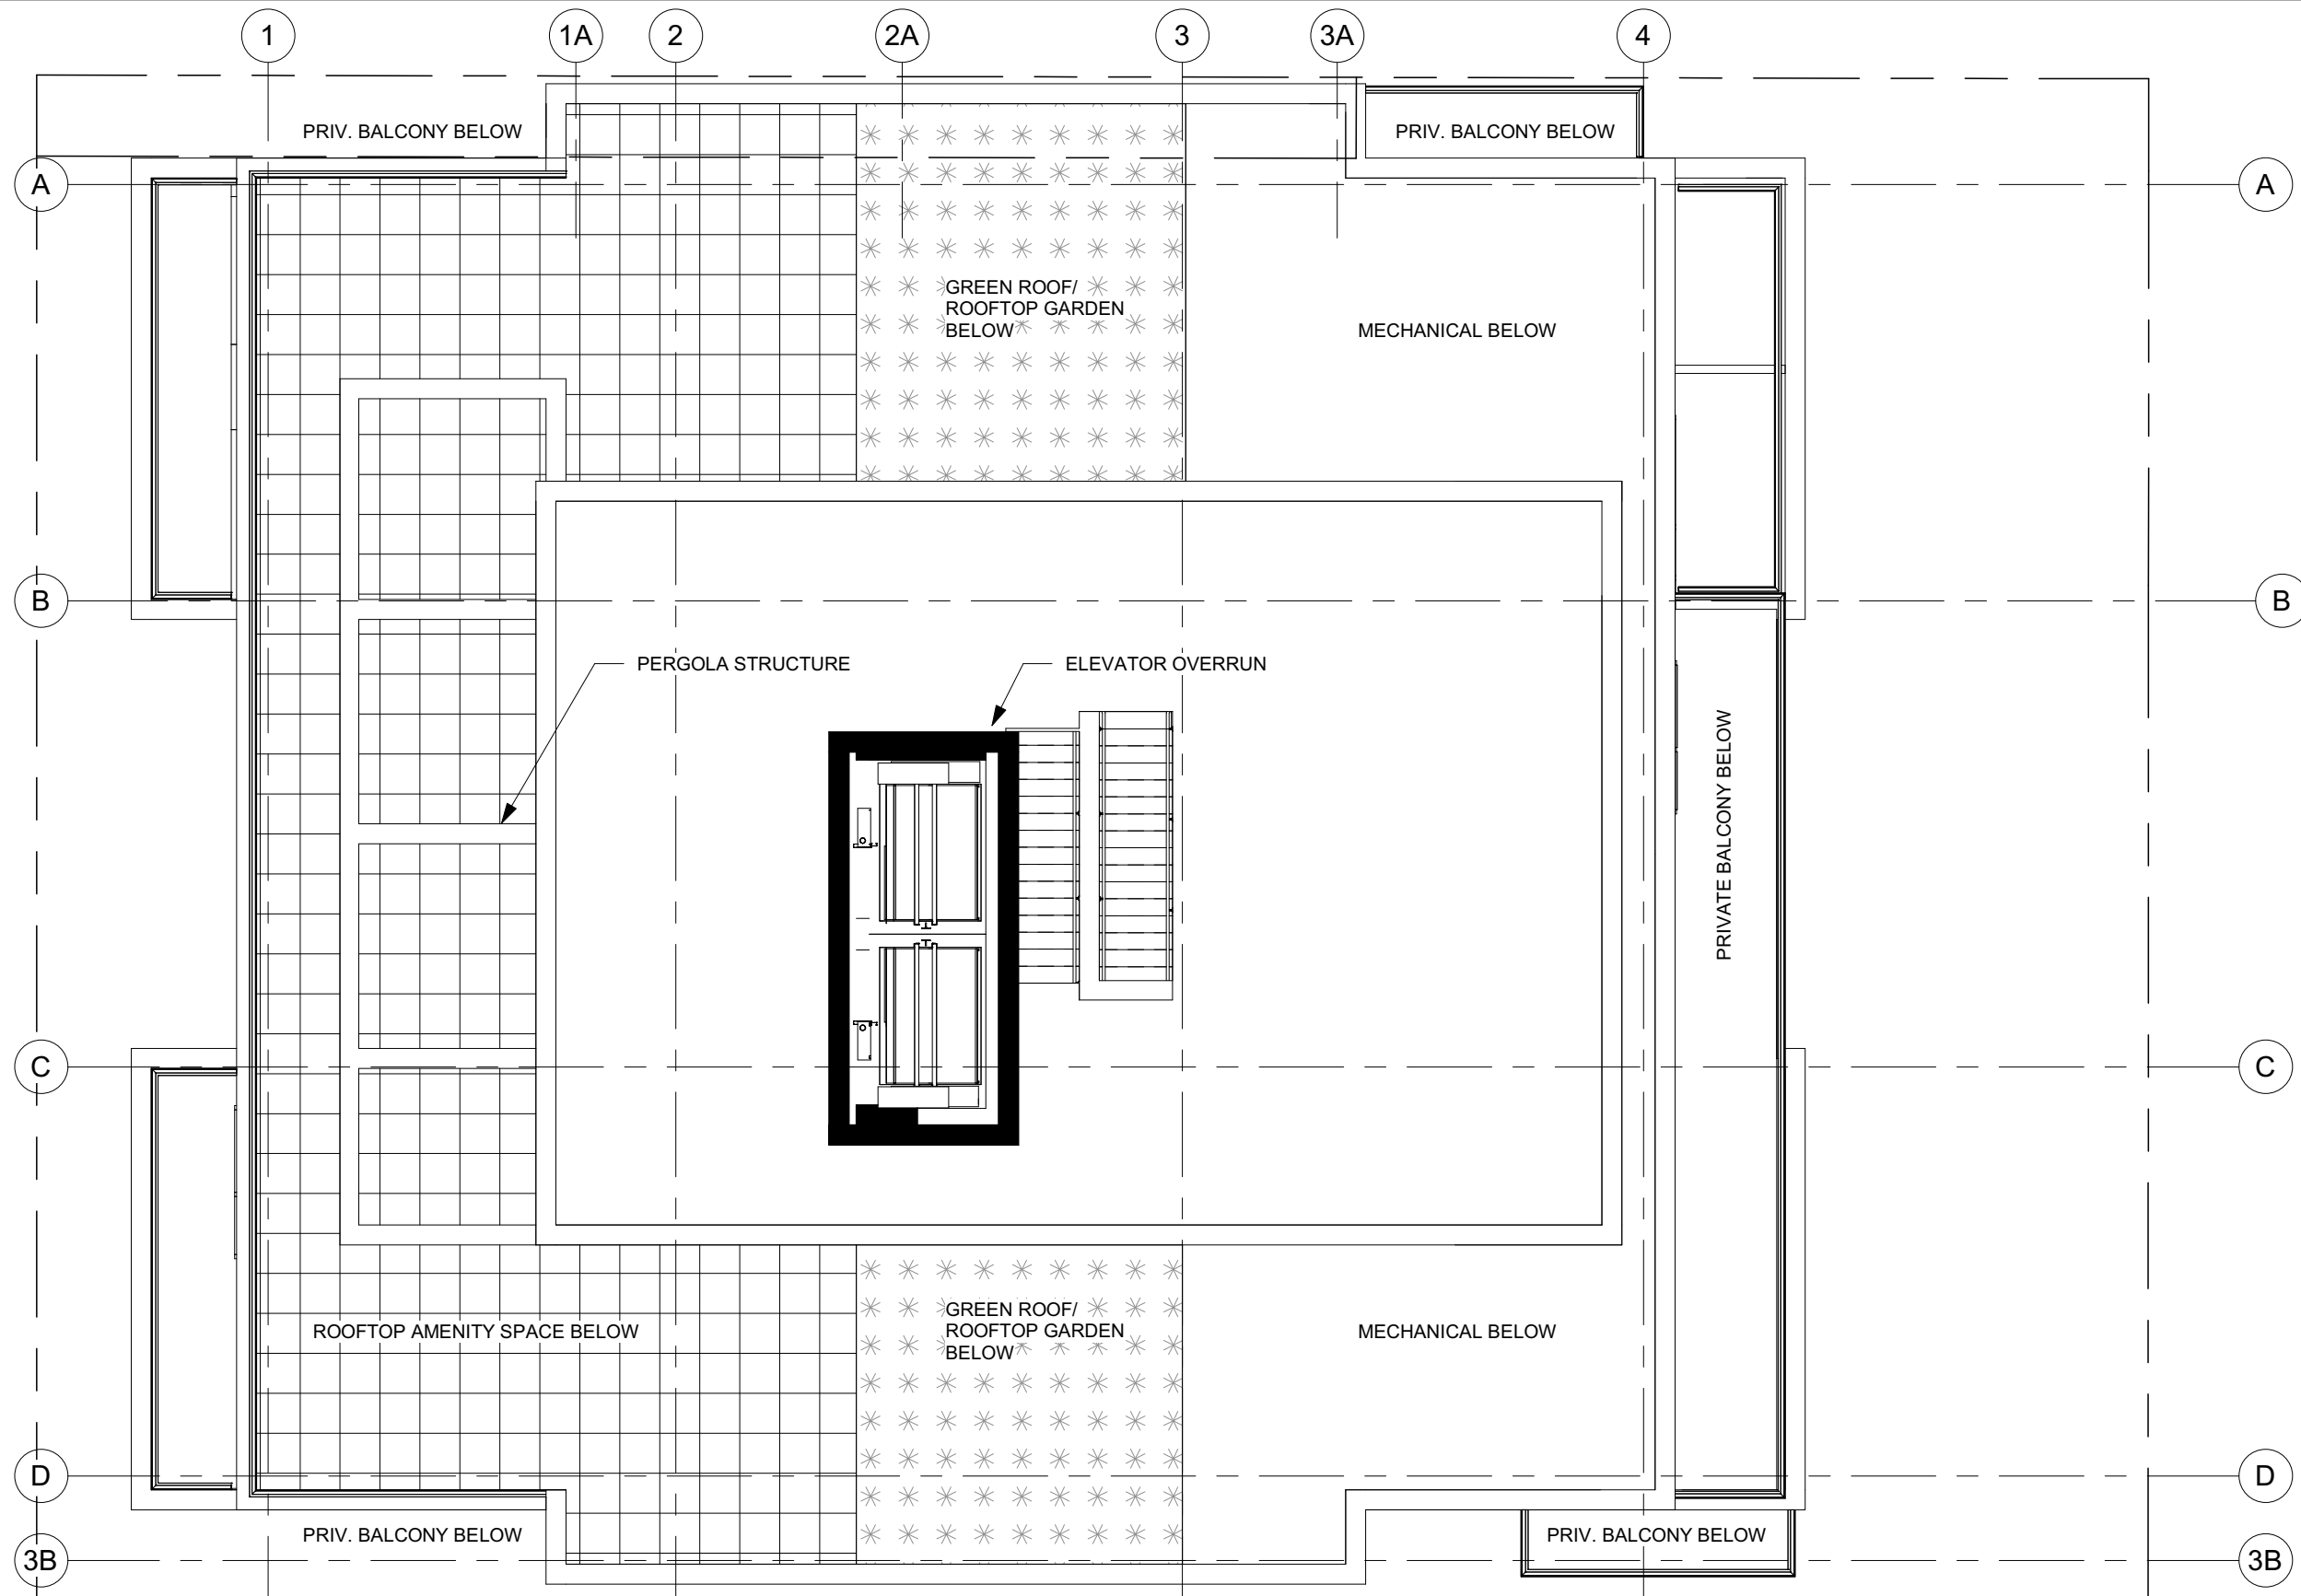 1
1A
2
2A
3
3A
4
PRIV. BALCONY BELOW
PRIV. BALCONY BELOW
A
A
GREEN ROOF/
ROOFTOP GARDEN
BELOW
MECHANICAL BELOW
B
B
PERGOLA STRUCTURE
ELEVATOR OVERRUN
PRIVATE BALCONY BELOW
C
C
GREEN ROOF/
ROOFTOP GARDEN
BELOW
ROOFTOP AMENITY SPACE BELOW
MECHANICAL BELOW
D
D
PRIV. BALCONY BELOW
PRIV. BALCONY BELOW
3B
3B